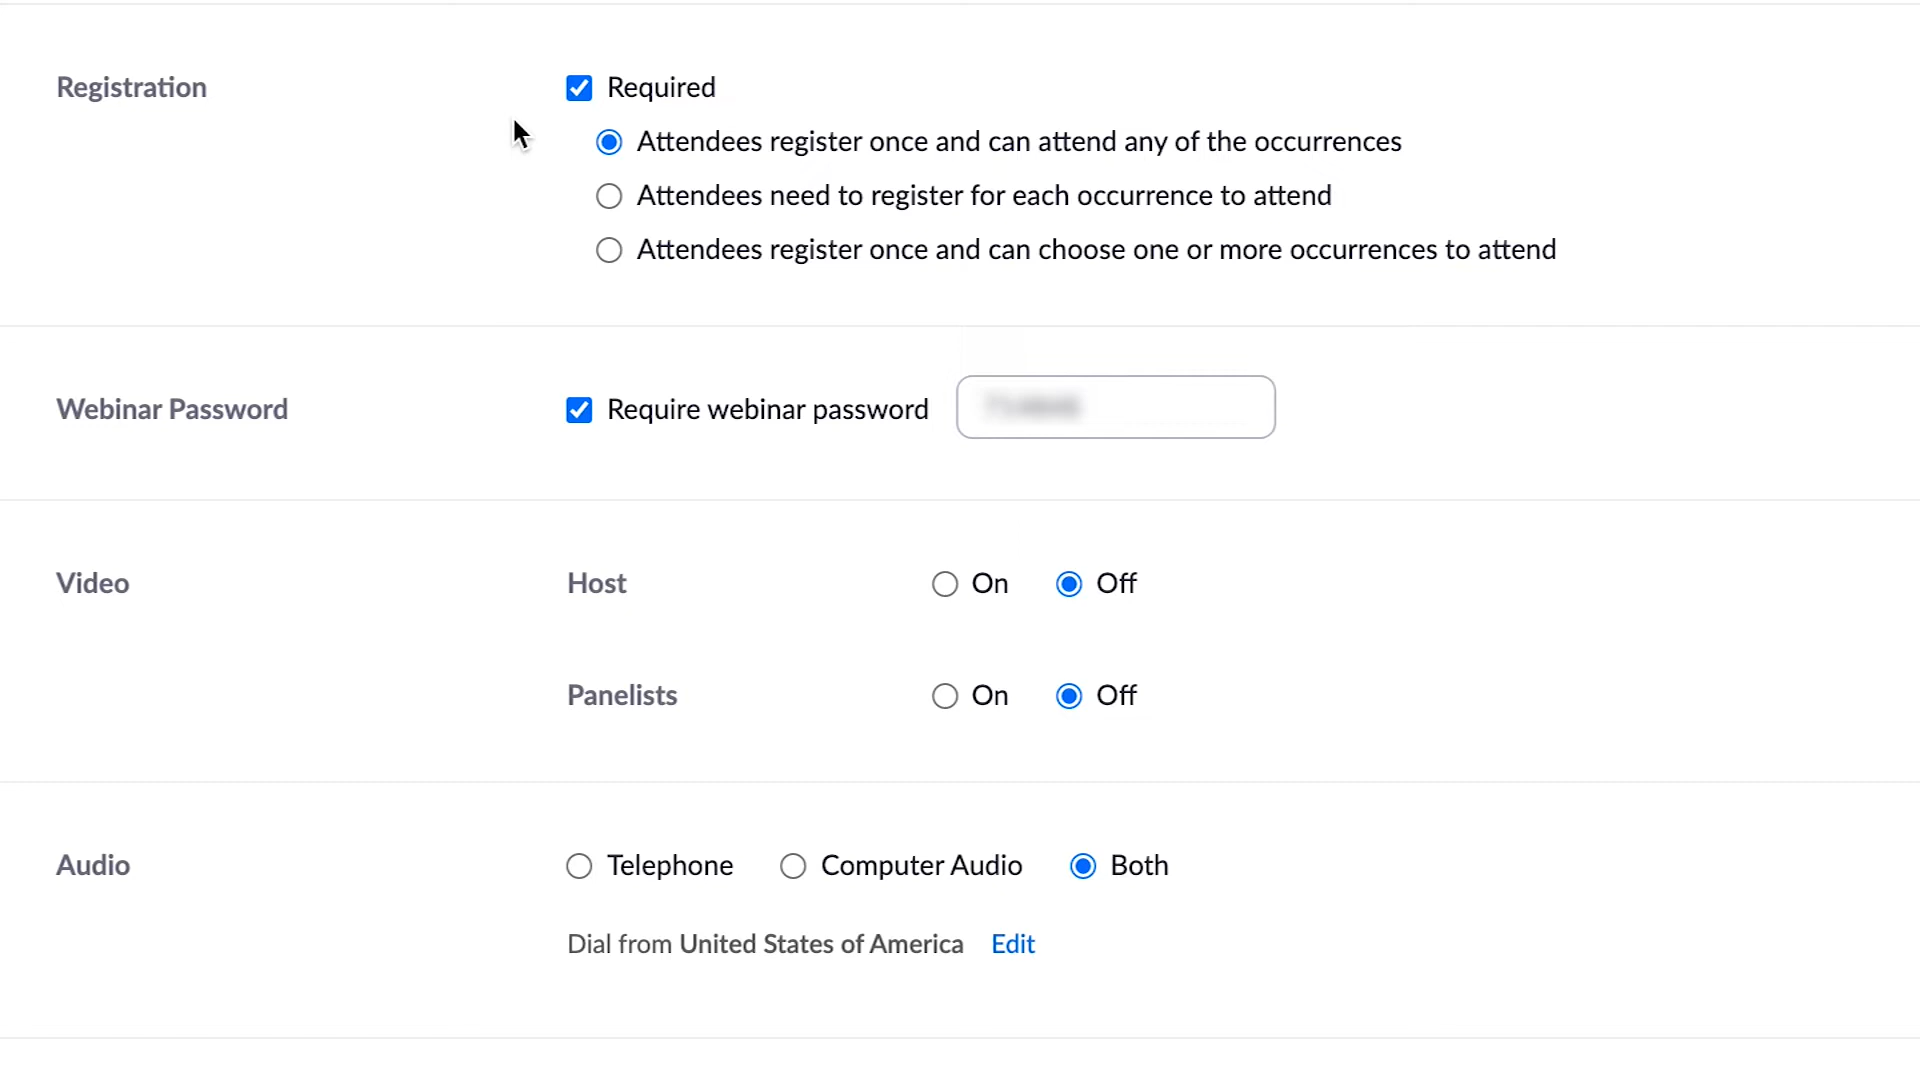 Registration
Required
Attendees register once and can attend any of the occurrences
Attendees need to register for each occurrence to attend
Attendees register once and can choose one or more occurrences to attend
Webinar Password
Require webinar password
Video
Host
On
Off
Panelists
On
Off
Audio
Telephone
Computer Audio
Both
Dial from United States of America Edit